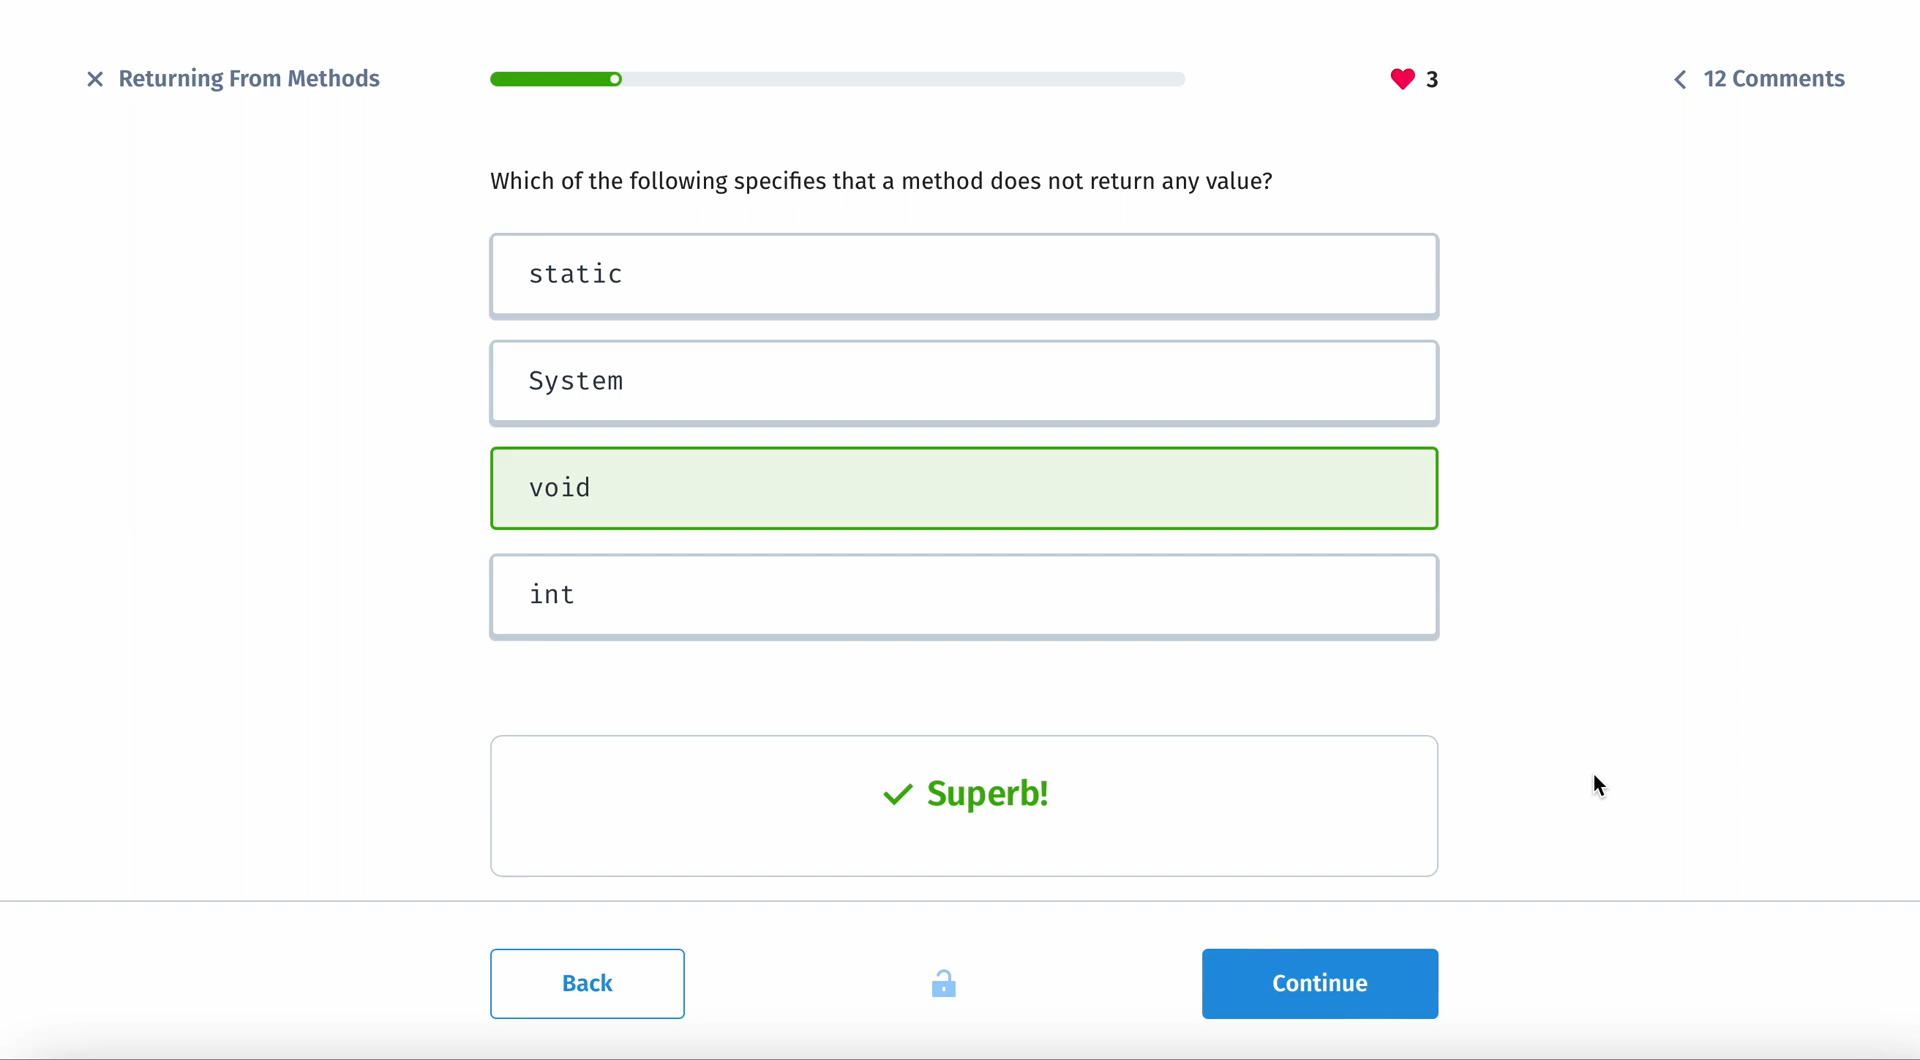 Returning From Methods
3
12 Comments
Which of the following specifies that a method does not return any value?
static
System
void
int
Superb!
Back
Continue